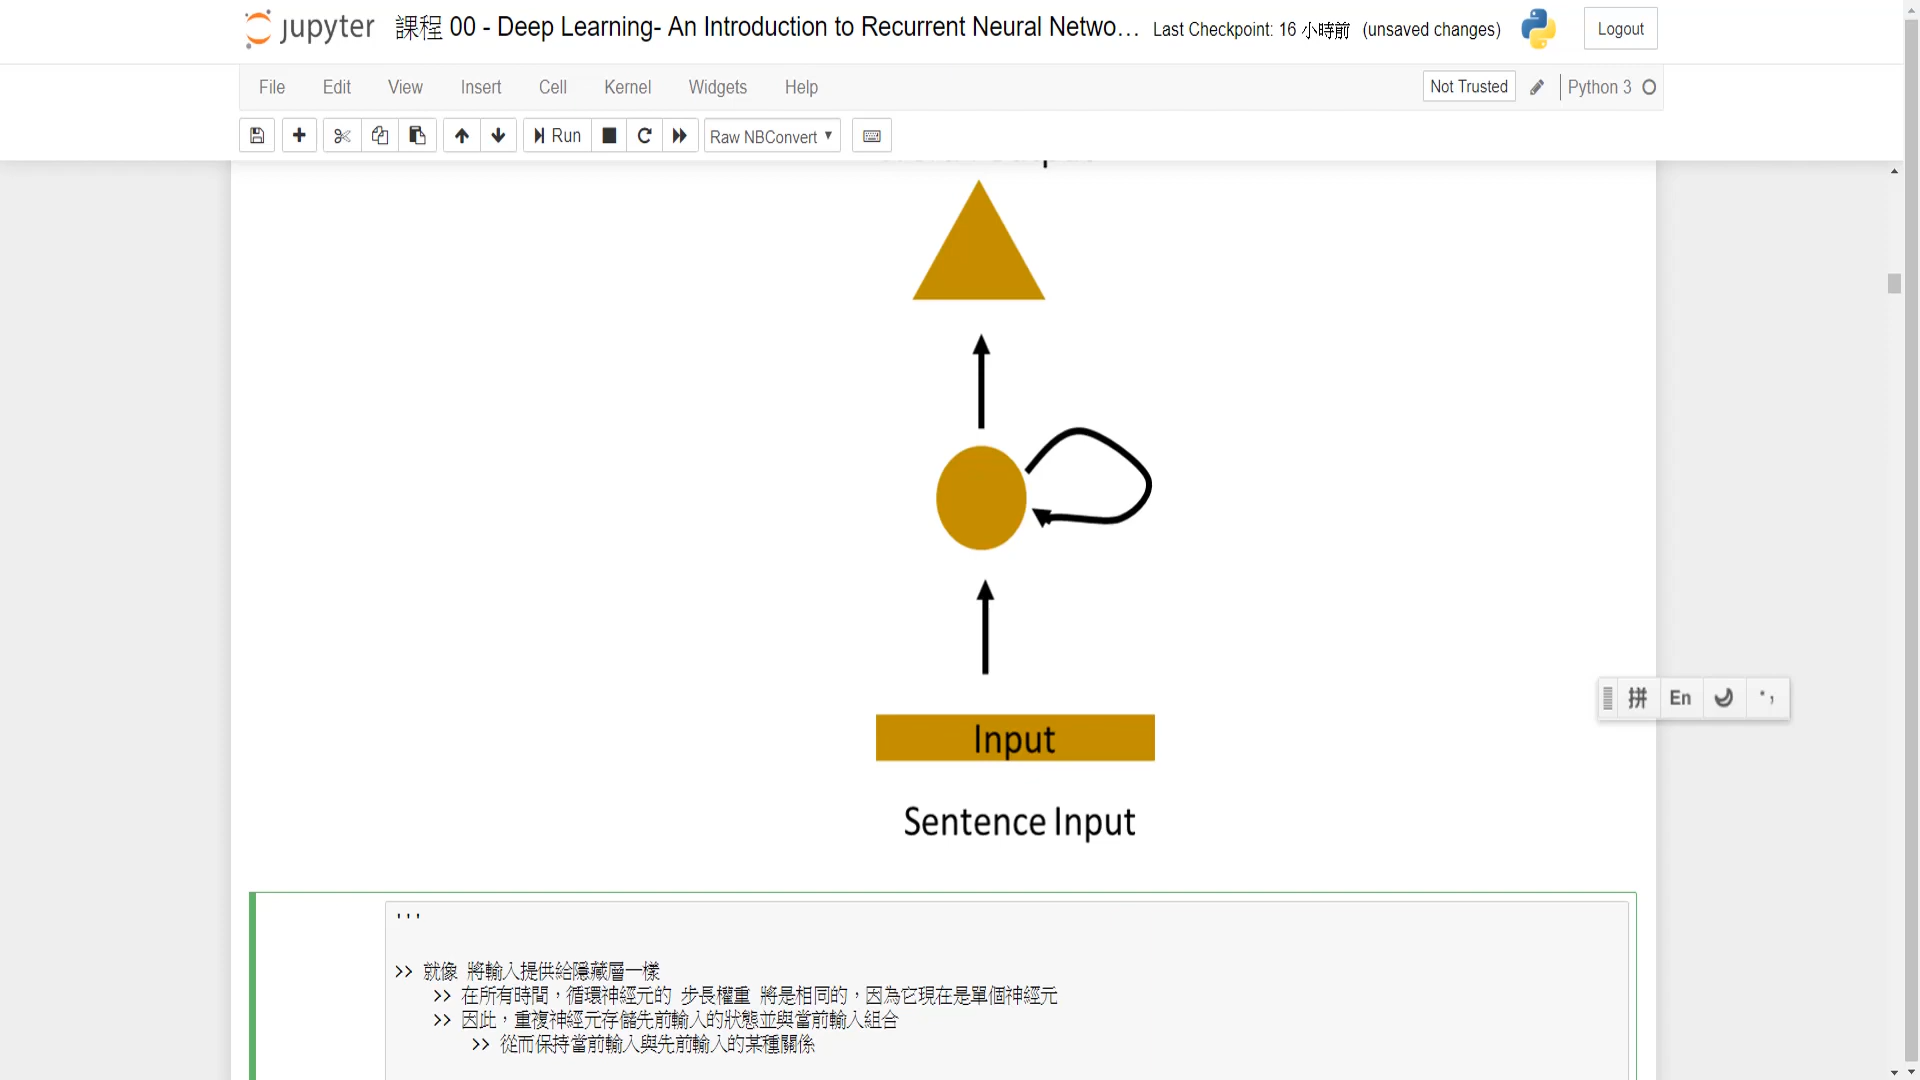 jupyter 課程 00 - Deep Learning- An Introduction to Recurrent Neural Netwo... Last Checkpoint: 16 小時前 (unsaved changes) Logout
File Edit View Insert Cell Kernel Widgets Help Not Trusted Python 3
Run Raw NBConvert
拼 En
Input
Sentence Input
'''
>> 就像 將輸入提供給隱藏層一樣
>> 在所有時間，循環神經元的 步長權重 將是相同的，因為它現在是單個神經元
>> 因此，重複神經元存儲先前輸入的狀態並與當前輸入組合
>> 從而保持當前輸入與先前輸入的某種關係